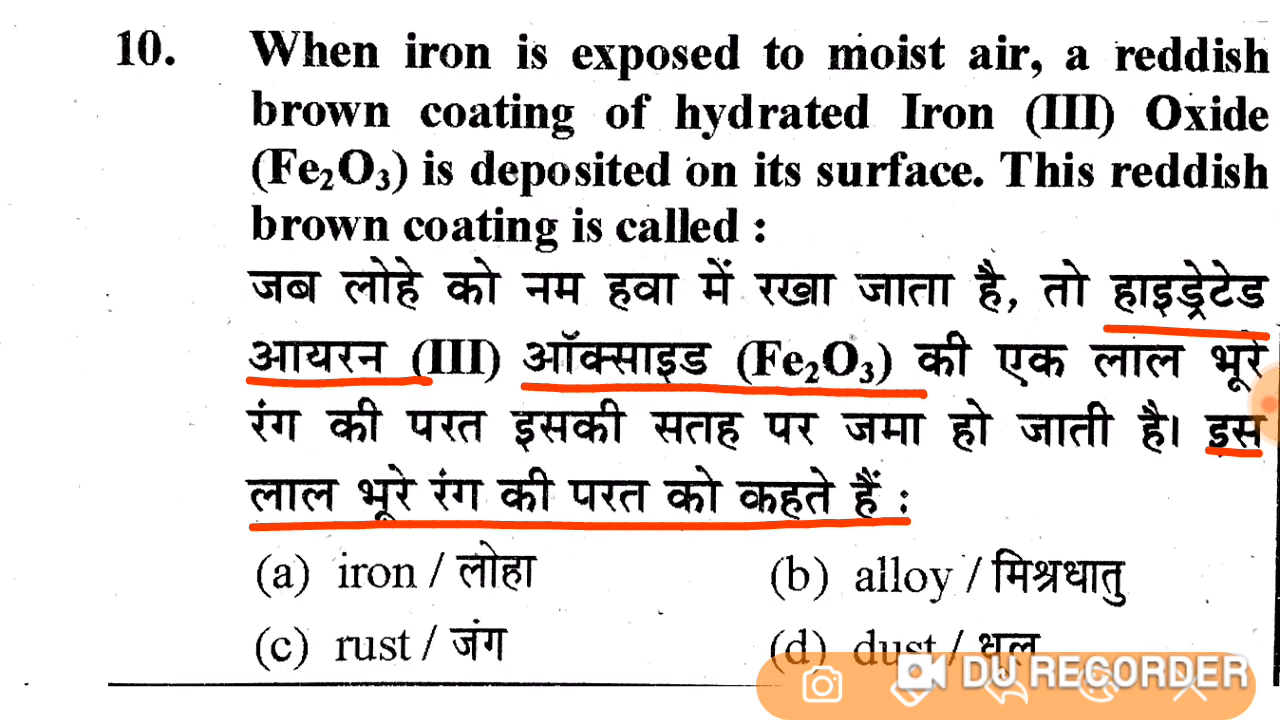 10. When iron is exposed to moist air, a reddish
brown coating of hydrated Iron (III) Oxide
(Fe₂O₃) is deposited on its surface. This reddish
brown coating is called :
जब लोहे को नम हवा में रखा जाता है, तो हाइड्रेटेड
आयरन (III) ऑक्साइड (Fe₂O₃) की एक लाल भूरे
रंग की परत इसकी सतह पर जमा हो जाती है। इस
लाल भूरे रंग की परत को कहते हैं :
(a) iron / लोहा (b) alloy / मिश्रधातु
(c) rust / जंग (d) dust / धूल
DU RECORDER